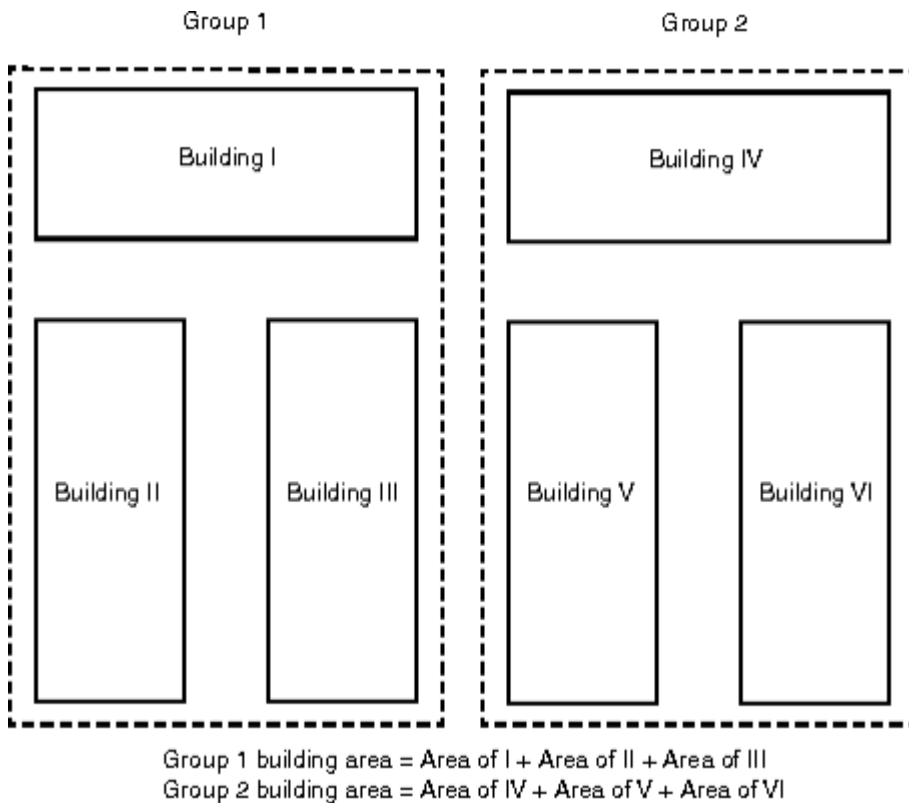 Group 1
Group 2
Building I
Building IV
Building II
Building III
Building V
Building VI
Group 1 building area = Area of I + Area of II + Area of III
Group 2 building area = Area of IV + Area of V + Area of VI